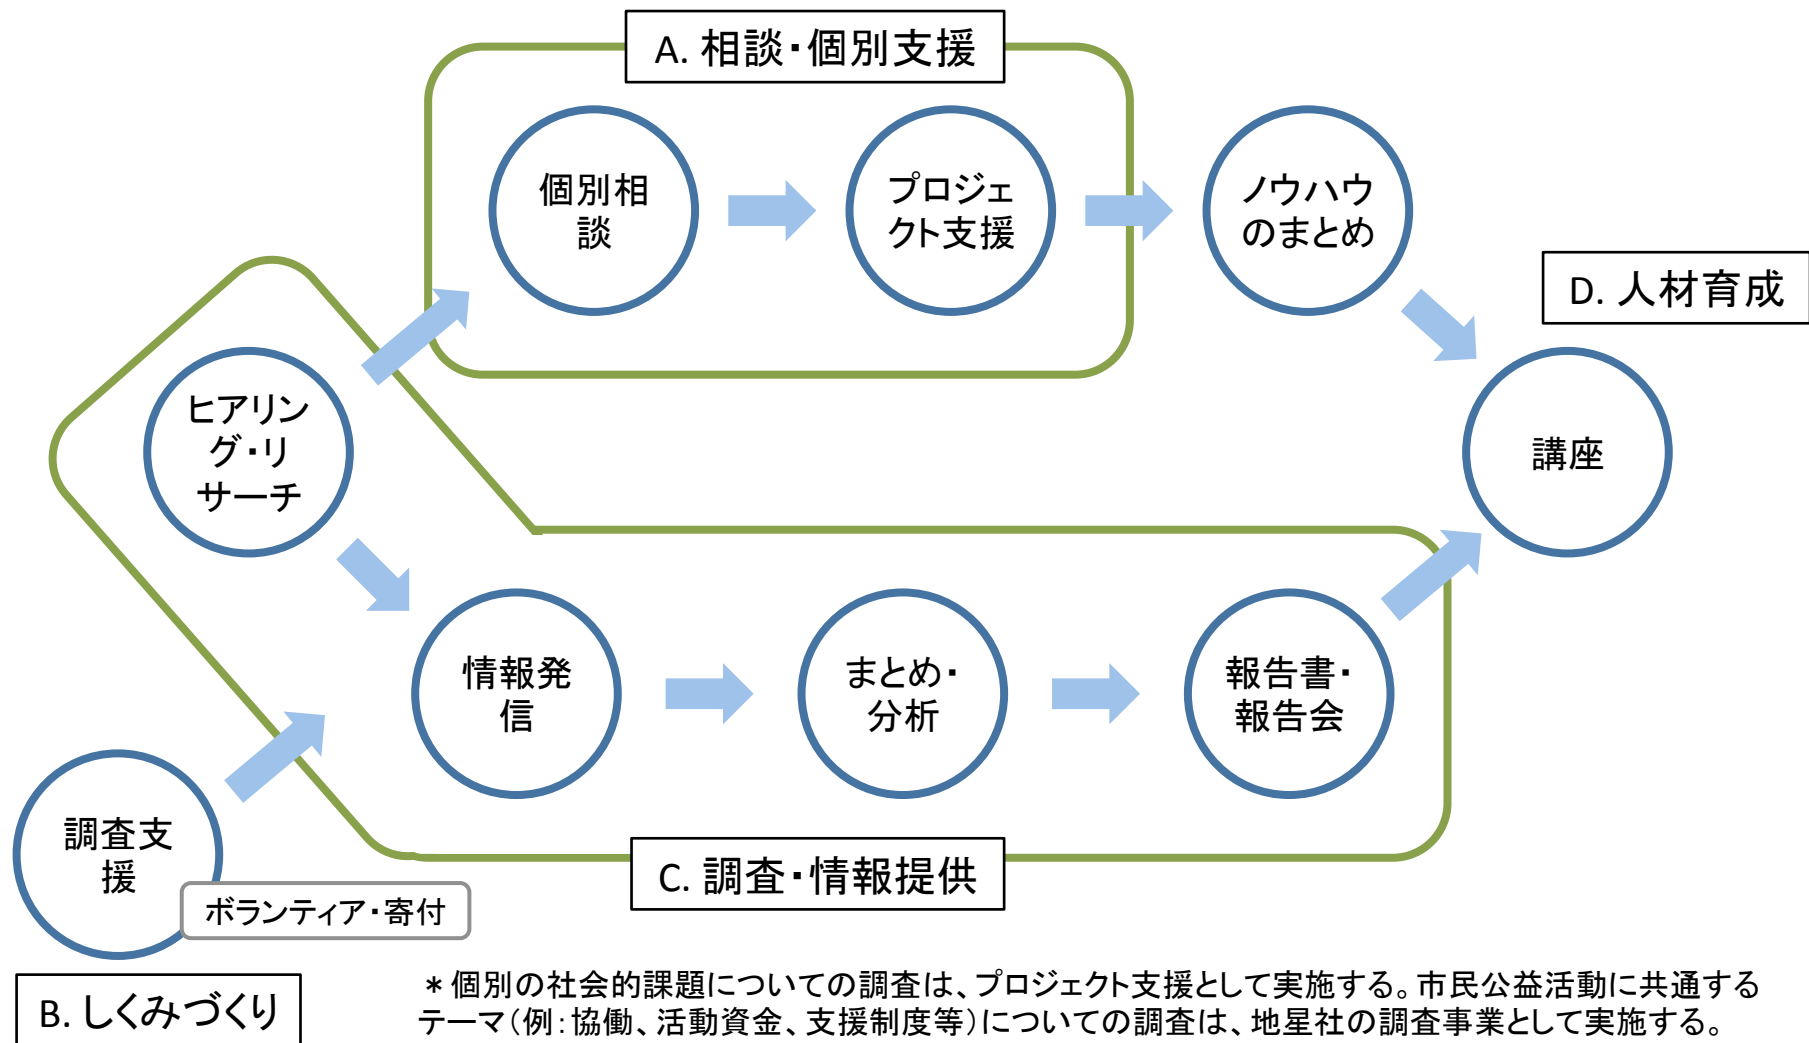 A. 相談・個別支援
個別相
談
プロジェ
クト支援
ノウハウ
のまとめ
D. 人材育成
ヒアリン
グ・リ
サーチ
講座
情報発
信
まとめ・
分析
報告書・
報告会
調査支
援
ボランティア・寄付
C. 調査・情報提供
B. しくみづくり
＊個別の社会的課題についての調査は、プロジェクト支援として実施する。市民公益活動に共通する
テーマ（例：協働、活動資金、支援制度等）についての調査は、地星社の調査事業として実施する。